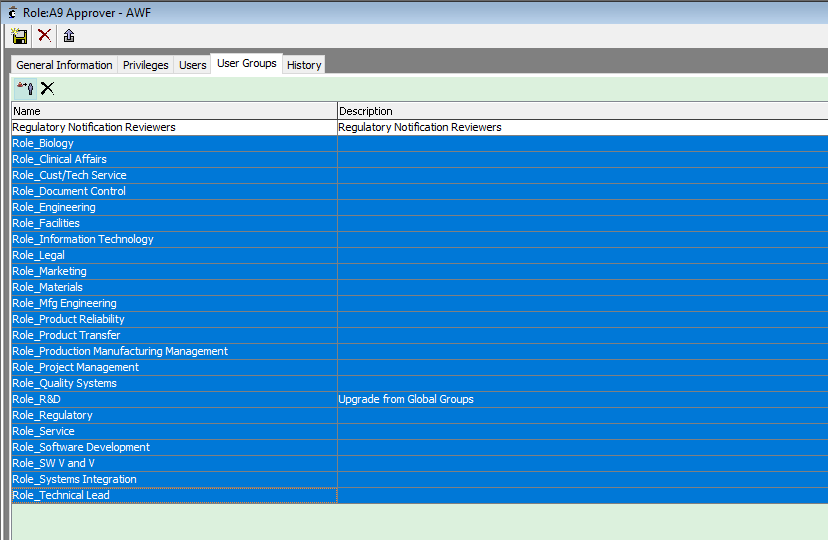 Role:A9 Approver - AWF
General Information Privileges Users User Groups History
Name Description
Regulatory Notification Reviewers Regulatory Notification Reviewers
Role_Biology
Role_Clinical Affairs
Role_Cust/Tech Service
Role_Document Control
Role_Engineering
Role_Facilities
Role_Information Technology
Role_Legal
Role_Marketing
Role_Materials
Role_Mfg Engineering
Role_Product Reliability
Role_Product Transfer
Role_Production Manufacturing Management
Role_Project Management
Role_Quality Systems
Role_R&D Upgrade from Global Groups
Role_Regulatory
Role_Service
Role_Software Development
Role_SW V and V
Role_Systems Integration
Role_Technical Lead